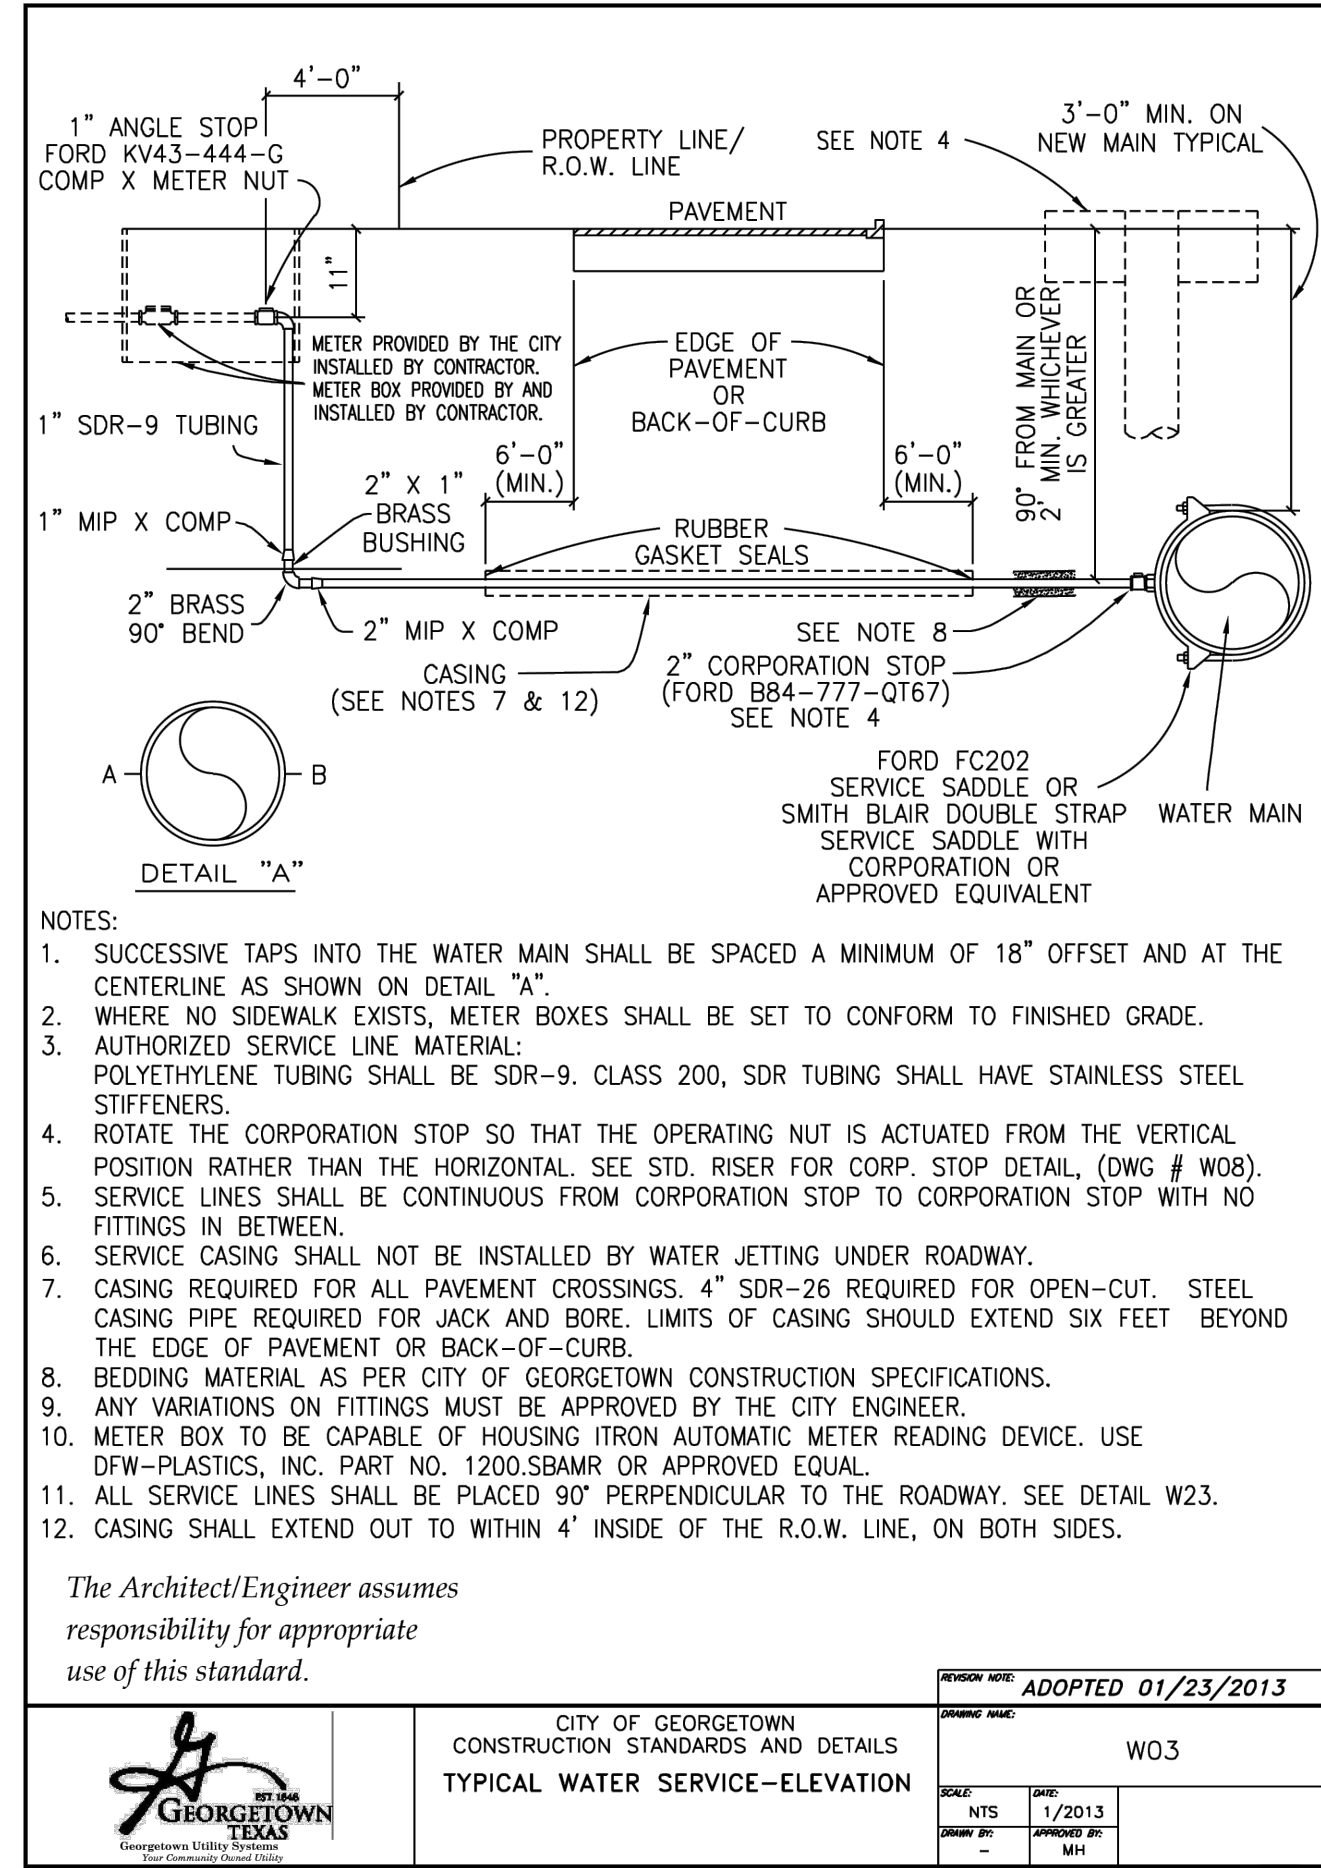 4'-0"
1" ANGLE STOP
FORD KV43-444-G
COMP X METER NUT
PROPERTY LINE/
R.O.W. LINE
SEE NOTE 4
3'-0" MIN. ON
NEW MAIN TYPICAL
PAVEMENT
11"
METER PROVIDED BY THE CITY
INSTALLED BY CONTRACTOR.
METER BOX PROVIDED BY AND
INSTALLED BY CONTRACTOR.
EDGE OF
PAVEMENT
OR
BACK-OF-CURB
90° FROM MAIN OR
2' MIN. WHICHEVER
IS GREATER
1" SDR-9 TUBING
6'-0"
(MIN.)
6'-0"
(MIN.)
2" X 1"
BRASS
BUSHING
1" MIP X COMP
RUBBER
GASKET SEALS
2" BRASS
90° BEND
2" MIP X COMP
SEE NOTE 8
CASING
(SEE NOTES 7 & 12)
2" CORPORATION STOP
(FORD B84-777-QT67)
SEE NOTE 4
A
B
DETAIL "A"
FORD FC202
SERVICE SADDLE OR
SMITH BLAIR DOUBLE STRAP
SERVICE SADDLE WITH
CORPORATION OR
APPROVED EQUIVALENT
WATER MAIN
NOTES:
1. SUCCESSIVE TAPS INTO THE WATER MAIN SHALL BE SPACED A MINIMUM OF 18" OFFSET AND AT THE
CENTERLINE AS SHOWN ON DETAIL "A".
2. WHERE NO SIDEWALK EXISTS, METER BOXES SHALL BE SET TO CONFORM TO FINISHED GRADE.
3. AUTHORIZED SERVICE LINE MATERIAL:
POLYETHYLENE TUBING SHALL BE SDR-9. CLASS 200, SDR TUBING SHALL HAVE STAINLESS STEEL
STIFFENERS.
4. ROTATE THE CORPORATION STOP SO THAT THE OPERATING NUT IS ACTUATED FROM THE VERTICAL
POSITION RATHER THAN THE HORIZONTAL. SEE STD. RISER FOR CORP. STOP DETAIL, (DWG # W08).
5. SERVICE LINES SHALL BE CONTINUOUS FROM CORPORATION STOP TO CORPORATION STOP WITH NO
FITTINGS IN BETWEEN.
6. SERVICE CASING SHALL NOT BE INSTALLED BY WATER JETTING UNDER ROADWAY.
7. CASING REQUIRED FOR ALL PAVEMENT CROSSINGS. 4" SDR-26 REQUIRED FOR OPEN-CUT. STEEL
CASING PIPE REQUIRED FOR JACK AND BORE. LIMITS OF CASING SHOULD EXTEND SIX FEET BEYOND
THE EDGE OF PAVEMENT OR BACK-OF-CURB.
8. BEDDING MATERIAL AS PER CITY OF GEORGETOWN CONSTRUCTION SPECIFICATIONS.
9. ANY VARIATIONS ON FITTINGS MUST BE APPROVED BY THE CITY ENGINEER.
10. METER BOX TO BE CAPABLE OF HOUSING ITRON AUTOMATIC METER READING DEVICE. USE
DFW-PLASTICS, INC. PART NO. 1200.SBAMR OR APPROVED EQUAL.
11. ALL SERVICE LINES SHALL BE PLACED 90° PERPENDICULAR TO THE ROADWAY. SEE DETAIL W23.
12. CASING SHALL EXTEND OUT TO WITHIN 4' INSIDE OF THE R.O.W. LINE, ON BOTH SIDES.
The Architect/Engineer assumes
responsibility for appropriate
use of this standard.
REVISION NOTE: ADOPTED 01/23/2013
EST. 1848
GEORGETOWN
TEXAS
Georgetown Utility Systems
Your Community Owned Utility
CITY OF GEORGETOWN
CONSTRUCTION STANDARDS AND DETAILS
TYPICAL WATER SERVICE-ELEVATION
DRAWING NAME:
W03
SCALE:
NTS
DATE:
1/2013
DRAWN BY:
-
APPROVED BY:
MH